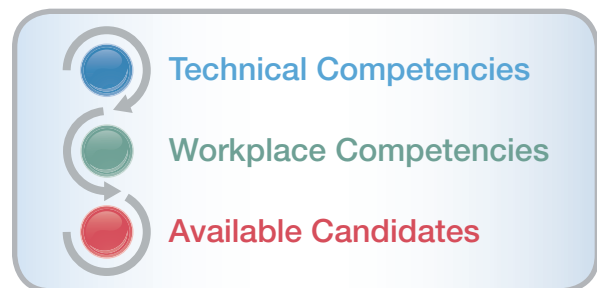 Technical Competencies
Workplace Competencies
Available Candidates